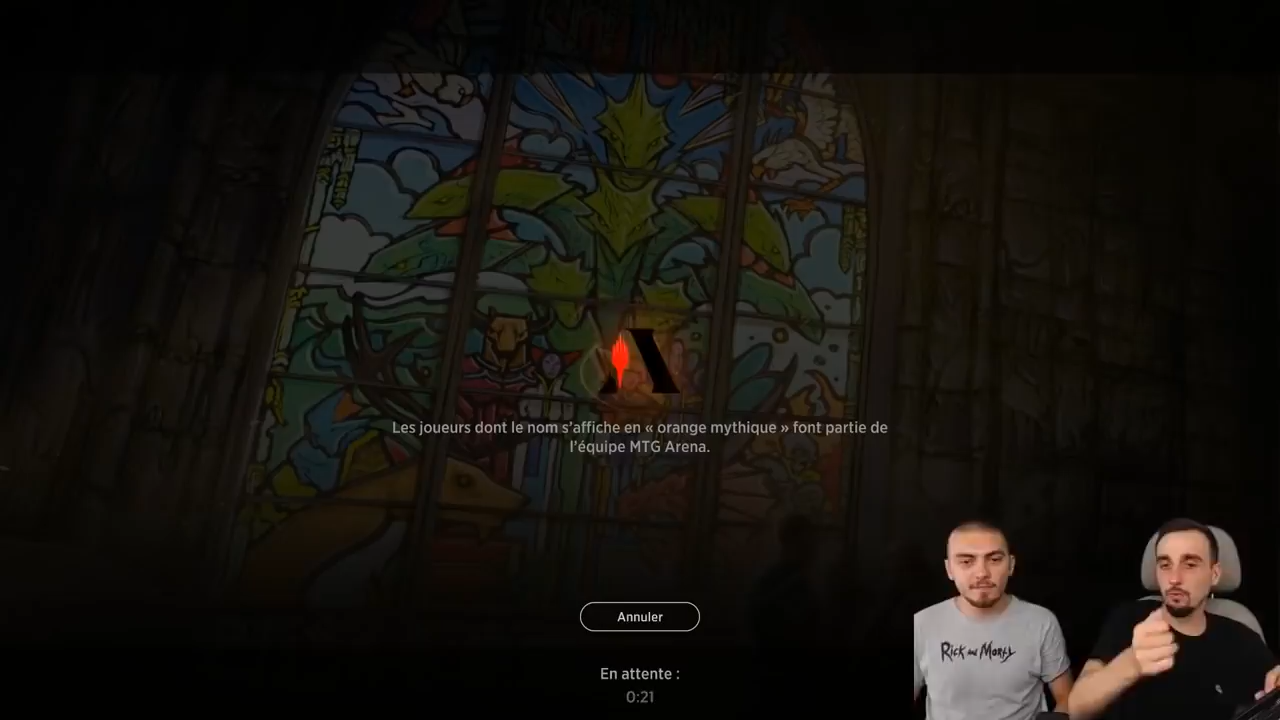 Les joueurs dont le nom s'affiche en « orange mythique » font partie de
l'équipe MTG Arena.
Annuler
RICK AND MORTY
En attente :
0:21